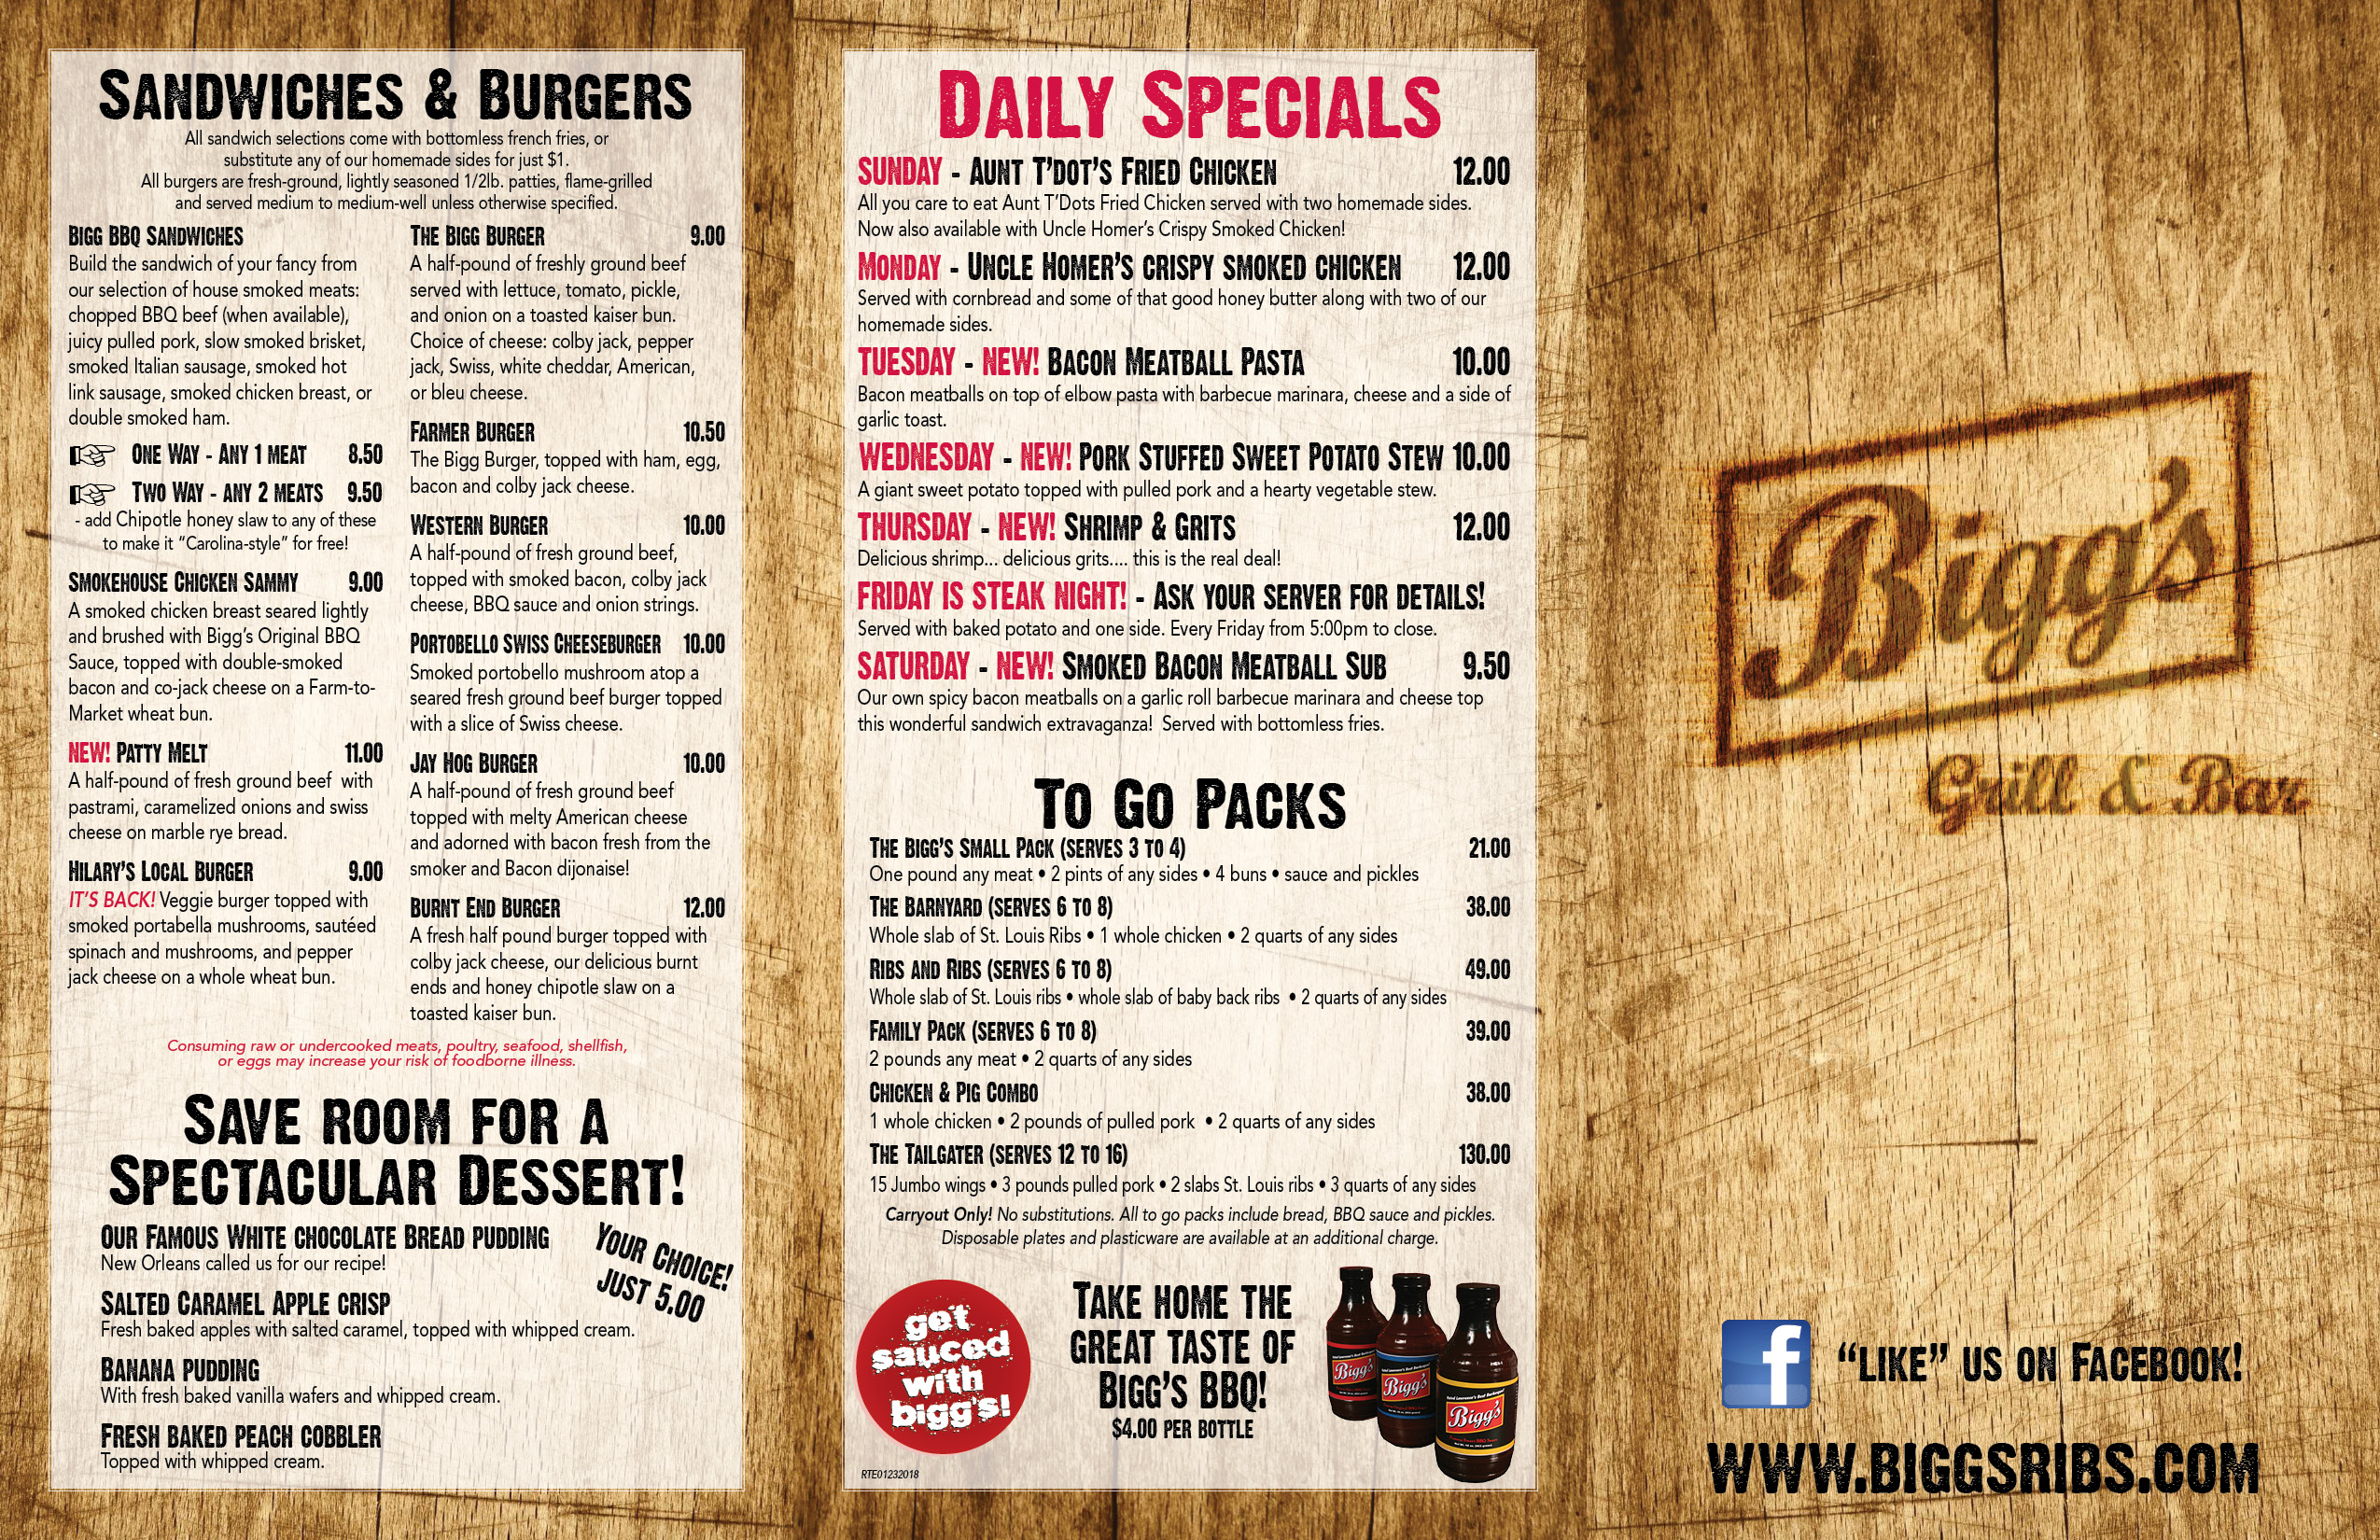 SANDWICHES & BURGERS
All sandwich selections come with bottomless french fries, or
substitute any of our homemade sides for just $1.
All burgers are fresh-ground, lightly seasoned 1/2lb. patties, flame-grilled
and served medium to medium-well unless otherwise specified.
BIGG BBQ SANDWICHES
Build the sandwich of your fancy from
our selection of house smoked meats:
chopped BBQ beef (when available),
juicy pulled pork, slow smoked brisket,
smoked Italian sausage, smoked hot
link sausage, smoked chicken breast, or
double smoked ham.
ONE WAY - ANY 1 MEAT 8.50
TWO WAY - ANY 2 MEATS 9.50
- add Chipotle honey slaw to any of these
to make it “Carolina-style” for free!
SMOKEHOUSE CHICKEN SAMMY 9.00
A smoked chicken breast seared lightly
and brushed with Bigg’s Original BBQ
Sauce, topped with double-smoked
bacon and co-jack cheese on a Farm-to-
Market wheat bun.
NEW! PATTY MELT 11.00
A half-pound of fresh ground beef with
pastrami, caramelized onions and swiss
cheese on marble rye bread.
HILARY’S LOCAL BURGER 9.00
IT’S BACK! Veggie burger topped with
smoked portabella mushrooms, sautéed
spinach and mushrooms, and pepper
jack cheese on a whole wheat bun.
THE BIGG BURGER 9.00
A half-pound of freshly ground beef
served with lettuce, tomato, pickle,
and onion on a toasted kaiser bun.
Choice of cheese: colby jack, pepper
jack, Swiss, white cheddar, American,
or bleu cheese.
FARMER BURGER 10.50
The Bigg Burger, topped with ham, egg,
bacon and colby jack cheese.
WESTERN BURGER 10.00
A half-pound of fresh ground beef,
topped with smoked bacon, colby jack
cheese, BBQ sauce and onion strings.
PORTOBELLO SWISS CHEESEBURGER 10.00
Smoked portobello mushroom atop a
seared fresh ground beef burger topped
with a slice of Swiss cheese.
JAY HOG BURGER 10.00
A half-pound of fresh ground beef
topped with melty American cheese
and adorned with bacon fresh from the
smoker and Bacon dijonaise!
BURNT END BURGER 12.00
A fresh half pound burger topped with
colby jack cheese, our delicious burnt
ends and honey chipotle slaw on a
toasted kaiser bun.
Consuming raw or undercooked meats, poultry, seafood, shellfish,
or eggs may increase your risk of foodborne illness.
SAVE ROOM FOR A
SPECTACULAR DESSERT!
OUR FAMOUS WHITE CHOCOLATE BREAD PUDDING
New Orleans called us for our recipe!
SALTED CARAMEL APPLE CRISP
Fresh baked apples with salted caramel, topped with whipped cream.
BANANA PUDDING
With fresh baked vanilla wafers and whipped cream.
FRESH BAKED PEACH COBBLER
Topped with whipped cream.
YOUR CHOICE!
JUST 5.00
DAILY SPECIALS
SUNDAY - AUNT T’DOT’S FRIED CHICKEN 12.00
All you care to eat Aunt T’Dots Fried Chicken served with two homemade sides.
Now also available with Uncle Homer’s Crispy Smoked Chicken!
MONDAY - UNCLE HOMER’S CRISPY SMOKED CHICKEN 12.00
Served with cornbread and some of that good honey butter along with two of our
homemade sides.
TUESDAY - NEW! BACON MEATBALL PASTA 10.00
Bacon meatballs on top of elbow pasta with barbecue marinara, cheese and a side of
garlic toast.
WEDNESDAY - NEW! PORK STUFFED SWEET POTATO STEW 10.00
A giant sweet potato topped with pulled pork and a hearty vegetable stew.
THURSDAY - NEW! SHRIMP & GRITS 12.00
Delicious shrimp... delicious grits.... this is the real deal!
FRIDAY IS STEAK NIGHT! - ASK YOUR SERVER FOR DETAILS!
Served with baked potato and one side. Every Friday from 5:00pm to close.
SATURDAY - NEW! SMOKED BACON MEATBALL SUB 9.50
Our own spicy bacon meatballs on a garlic roll barbecue marinara and cheese top
this wonderful sandwich extravaganza! Served with bottomless fries.
TO GO PACKS
THE BIGG’S SMALL PACK (SERVES 3 TO 4) 21.00
One pound any meat • 2 pints of any sides • 4 buns • sauce and pickles
THE BARNYARD (SERVES 6 TO 8) 38.00
Whole slab of St. Louis Ribs • 1 whole chicken • 2 quarts of any sides
RIBS AND RIBS (SERVES 6 TO 8) 49.00
Whole slab of St. Louis ribs • whole slab of baby back ribs • 2 quarts of any sides
FAMILY PACK (SERVES 6 TO 8) 39.00
2 pounds any meat • 2 quarts of any sides
CHICKEN & PIG COMBO 38.00
1 whole chicken • 2 pounds of pulled pork • 2 quarts of any sides
THE TAILGATER (SERVES 12 TO 16) 130.00
15 Jumbo wings • 3 pounds pulled pork • 2 slabs St. Louis ribs • 3 quarts of any sides
Carryout Only! No substitutions. All to go packs include bread, BBQ sauce and pickles.
Disposable plates and plasticware are available at an additional charge.
get
sauced
with
bigg's!
TAKE HOME THE
GREAT TASTE OF
BIGG’S BBQ!
$4.00 PER BOTTLE
Bigg's
Bigg's
Bigg's
RTE01232018
Bigg's
Grill & Bar
f
“LIKE” US ON FACEBOOK!
WWW.BIGGSRIBS.COM